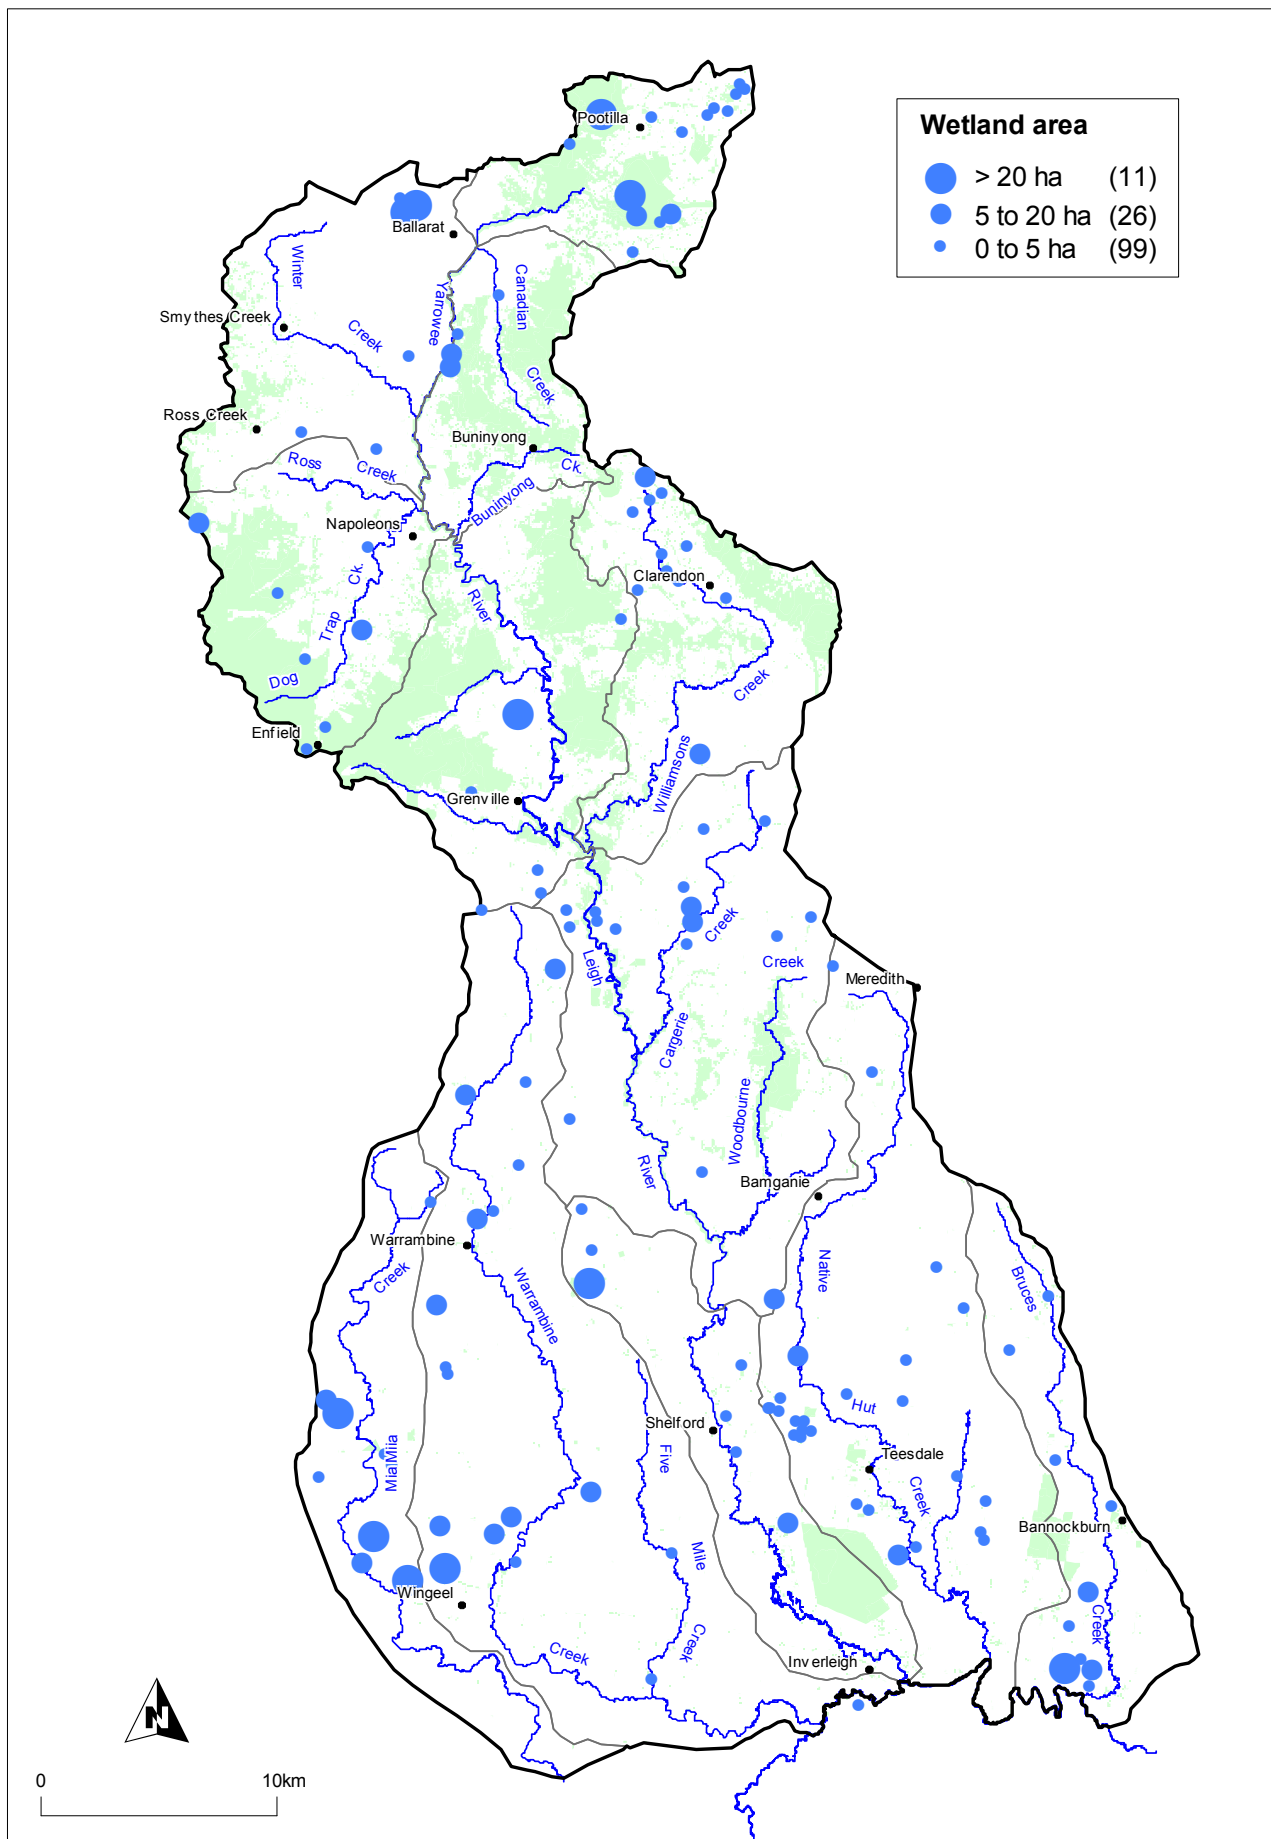 Wetland area
> 20 ha (11)
5 to 20 ha (26)
0 to 5 ha (99)
Pootilla
Ballarat
Winter
Creek
Yarrowee
Canadian
Creek
Smythes Creek
Ross Creek
Buninyong
Ross
Creek
Buninyong
Ck.
Napoleons
Clarendon
Ck.
Trap
Dog
River
Creek
Enfield
Williamsons
Grenville
Leigh
Creek
Creek
Meredith
Cargerie
Woodbourne
River
Bamganie
Warrambine
Creek
Warrambine
Native
Bruces
Hut
Shelford
Five
MialMiia
Teesdale
Creek
Bannockburn
Mile
Wingeel
Creek
Creek
Creek
Inverleigh
N
0
10km